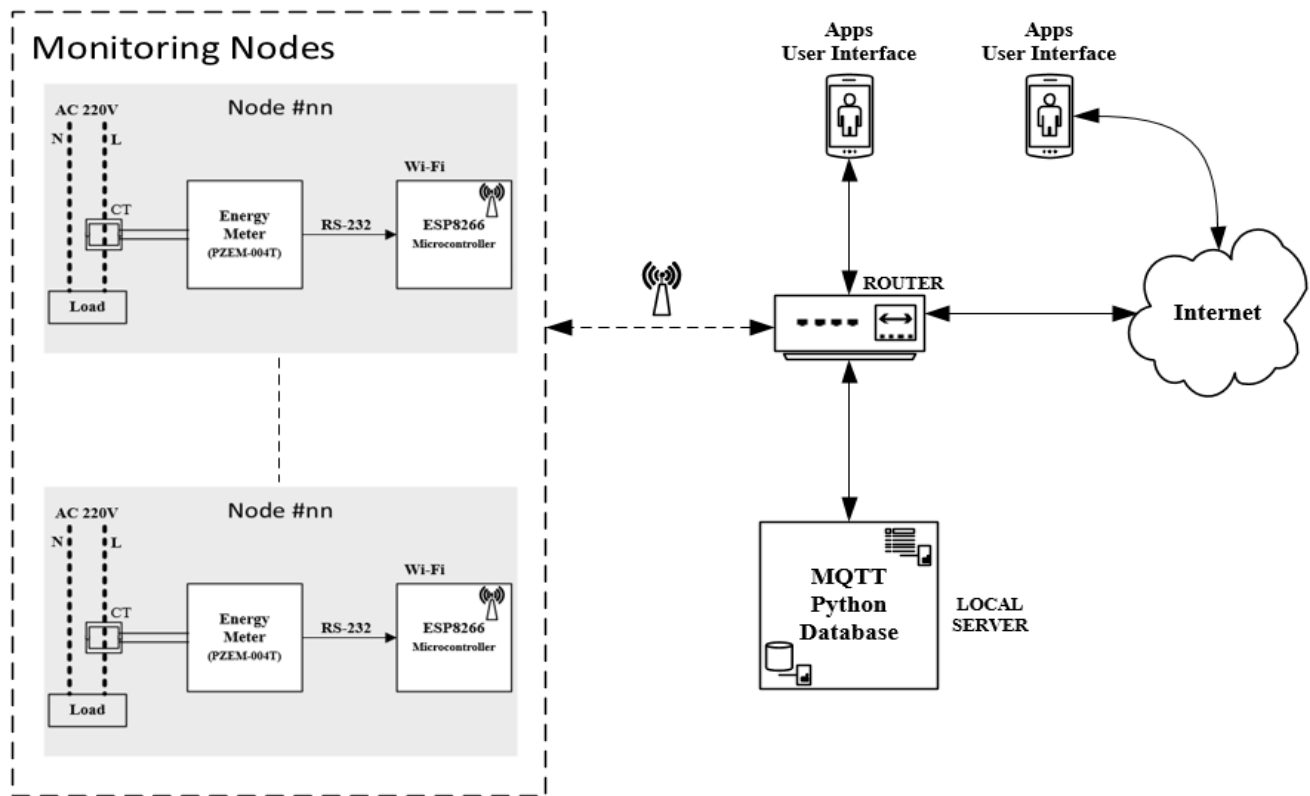 Monitoring Nodes
Node #nn
AC 220V
N
L
CT
Load
Energy
Meter
(PZEM-004T)
RS-232
Wi-Fi
ESP8266
Microcontroller
Node #nn
AC 220V
N
L
CT
Load
Energy
Meter
(PZEM-004T)
RS-232
Wi-Fi
ESP8266
Microcontroller
Apps
User Interface
Apps
User Interface
ROUTER
Internet
MQTT
Python
Database
LOCAL
SERVER